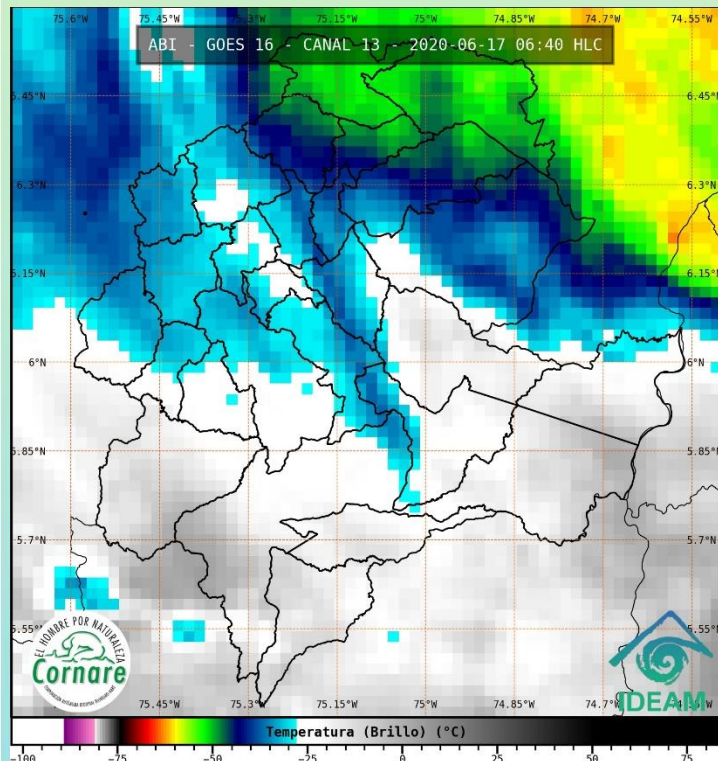 75.6°W 75.45°W 75.3°W 75.15°W 75°W 74.85°W 74.7°W 74.55°W
ABI - GOES 16 - CANAL 13 - 2020-06-17 06:40 HLC
6.45°N 6.45°N
6.3°N 6.3°N
6.15°N 6.15°N
6°N 6°N
5.85°N 5.85°N
5.7°N 5.7°N
5.55°N 5.55°N
EL HOMBRE POR NATURALEZA
Cornare
IDEAM
75.45°W 75.3°W 75.15°W 75°W 74.85°W 74.7°W
Temperatura (Brillo) (°C)
−100 −75 −50 −25 0 25 50 75